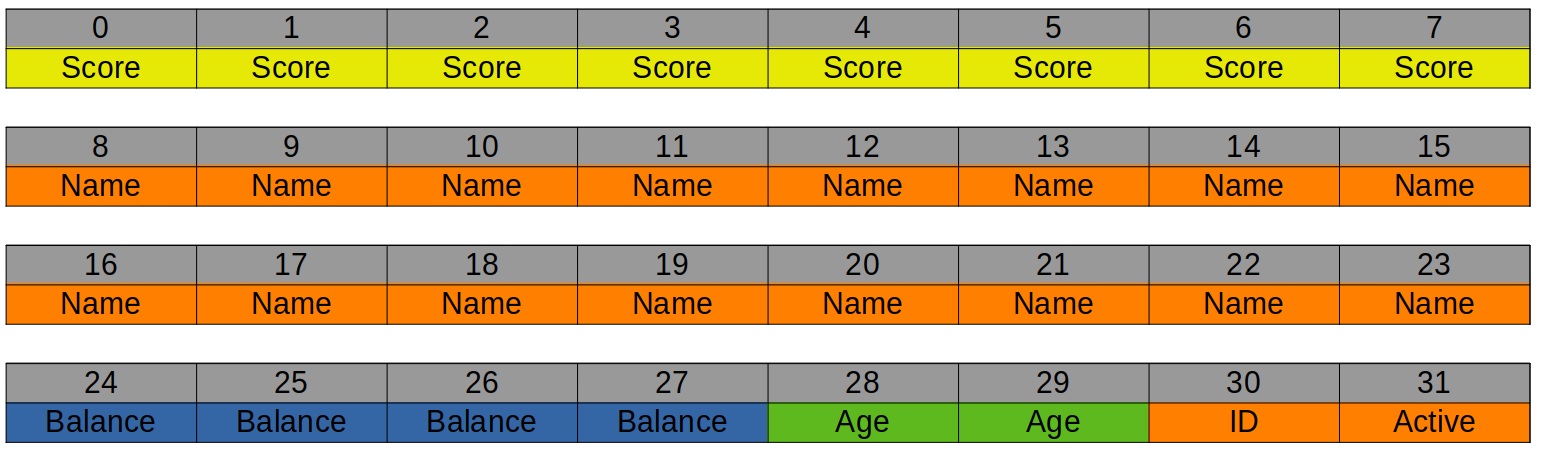 0 1 2 3 4 5 6 7
Score Score Score Score Score Score Score Score
8 9 10 11 12 13 14 15
Name Name Name Name Name Name Name Name
16 17 18 19 20 21 22 23
Name Name Name Name Name Name Name Name
24 25 26 27 28 29 30 31
Balance Balance Balance Balance Age Age ID Active